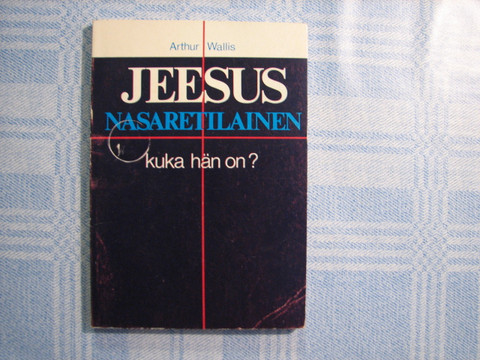 Arthur Wallis
JEESUS
NASARETILAINEN
kuka hän on?